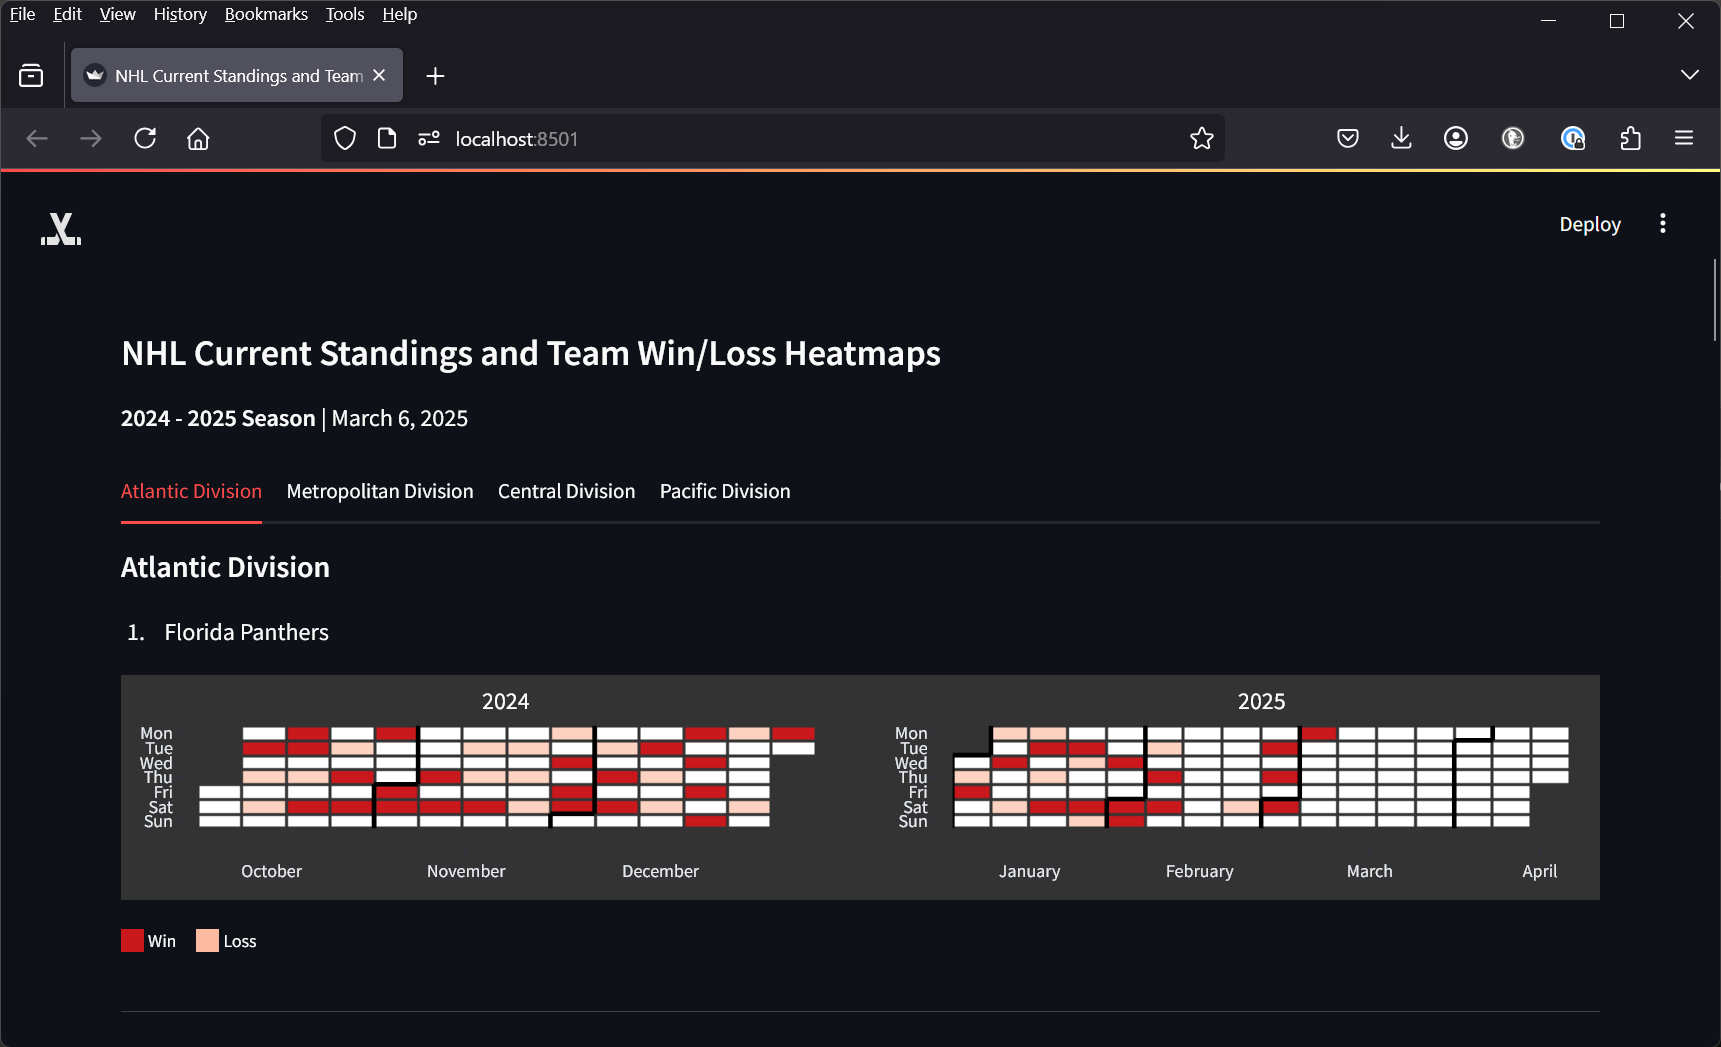 File Edit View History Bookmarks Tools Help
NHL Current Standings and Team
localhost:8501
Deploy
NHL Current Standings and Team Win/Loss Heatmaps
2024 - 2025 Season | March 6, 2025
Atlantic Division Metropolitan Division Central Division Pacific Division
Atlantic Division
1. Florida Panthers
2024 2025
Mon Mon
Tue Tue
Wed Wed
Thu Thu
Fri Fri
Sat Sat
Sun Sun
October November December January February March April
Win Loss